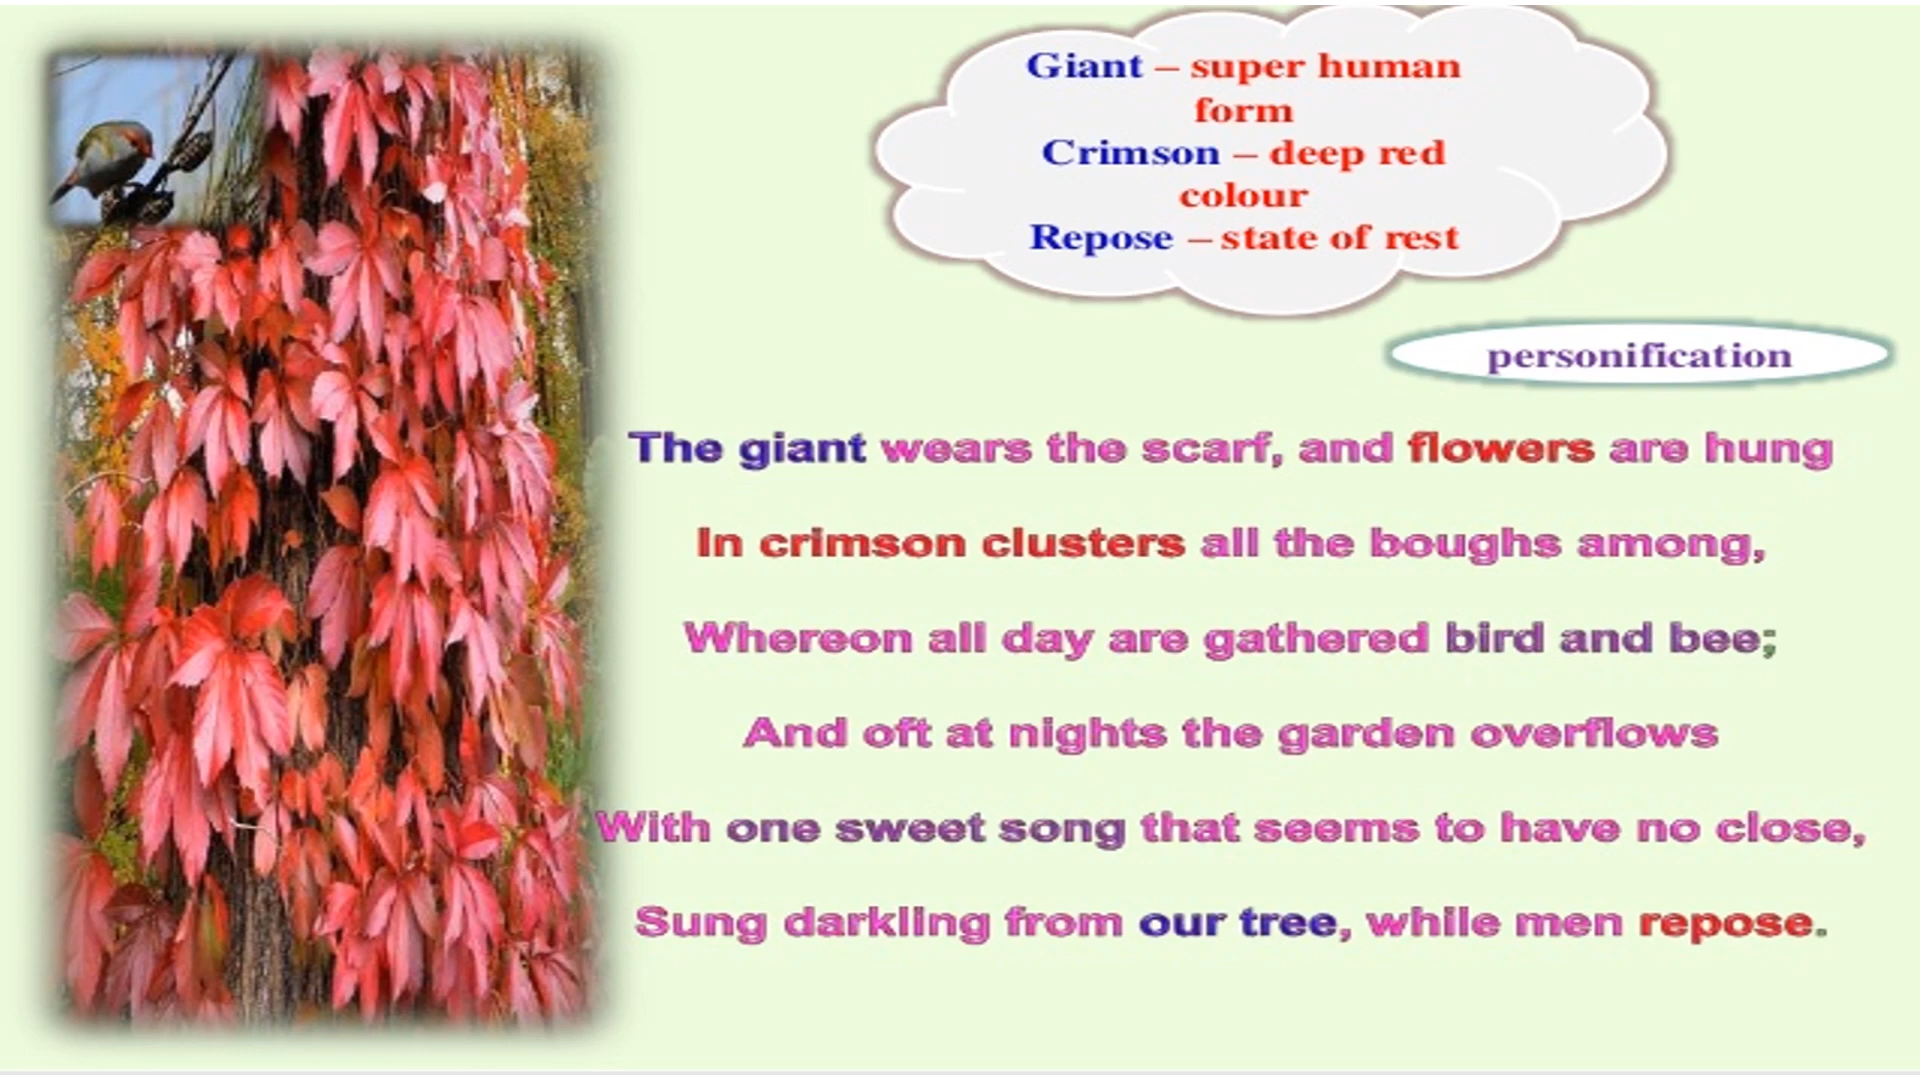 Giant – super human
form
Crimson – deep red
colour
Repose – state of rest
personification
The giant wears the scarf, and flowers are hung
In crimson clusters all the boughs among,
Whereon all day are gathered bird and bee;
And oft at nights the garden overflows
With one sweet song that seems to have no close,
Sung darkling from our tree, while men repose.